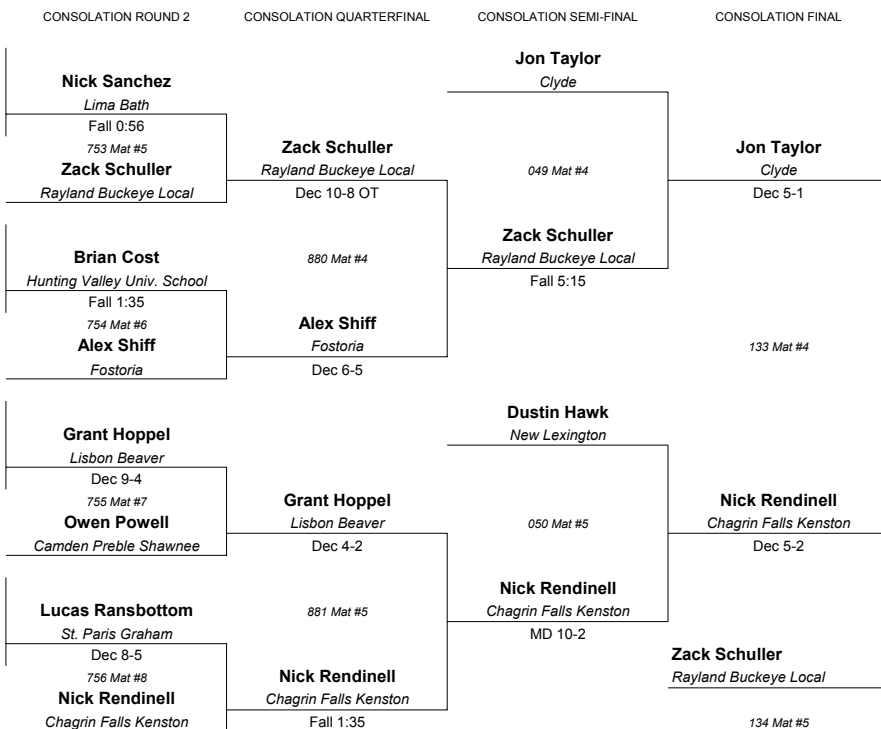 CONSOLATION ROUND 2
CONSOLATION QUARTERFINAL
CONSOLATION SEMI-FINAL
CONSOLATION FINAL
Nick Sanchez
Lima Bath
Fall 0:56
753 Mat #5
Zack Schuller
Rayland Buckeye Local
Brian Cost
Hunting Valley Univ. School
Fall 1:35
754 Mat #6
Alex Shiff
Fostoria
Grant Hoppel
Lisbon Beaver
Dec 9-4
755 Mat #7
Owen Powell
Camden Preble Shawnee
Lucas Ransbottom
St. Paris Graham
Dec 8-5
756 Mat #8
Nick Rendinell
Chagrin Falls Kenston
Zack Schuller
Rayland Buckeye Local
Dec 10-8 OT
880 Mat #4
Alex Shiff
Fostoria
Dec 6-5
Grant Hoppel
Lisbon Beaver
Dec 4-2
881 Mat #5
Nick Rendinell
Chagrin Falls Kenston
Fall 1:35
Jon Taylor
Clyde
049 Mat #4
Zack Schuller
Rayland Buckeye Local
Fall 5:15
Dustin Hawk
New Lexington
050 Mat #5
Nick Rendinell
Chagrin Falls Kenston
MD 10-2
Jon Taylor
Clyde
Dec 5-1
133 Mat #4
Nick Rendinell
Chagrin Falls Kenston
Dec 5-2
Zack Schuller
Rayland Buckeye Local
134 Mat #5